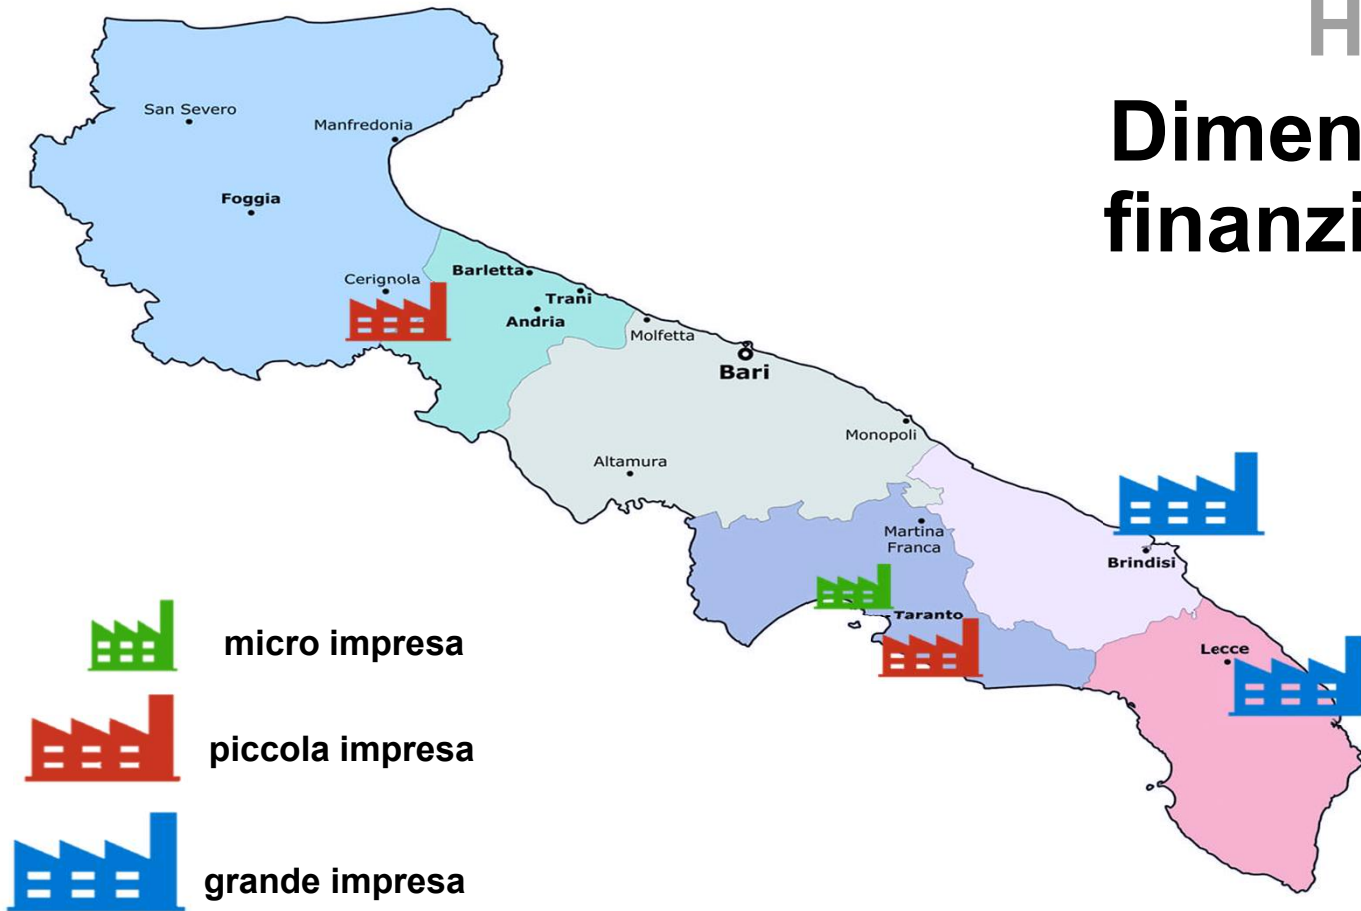 H
Dimen
finanzi
San Severo
Manfredonia
Foggia
Cerignola
Barletta
Trani
Andria
Molfetta
Bari
Monopoli
Altamura
Martina
Franca
Brindisi
Taranto
Lecce
micro impresa
piccola impresa
grande impresa